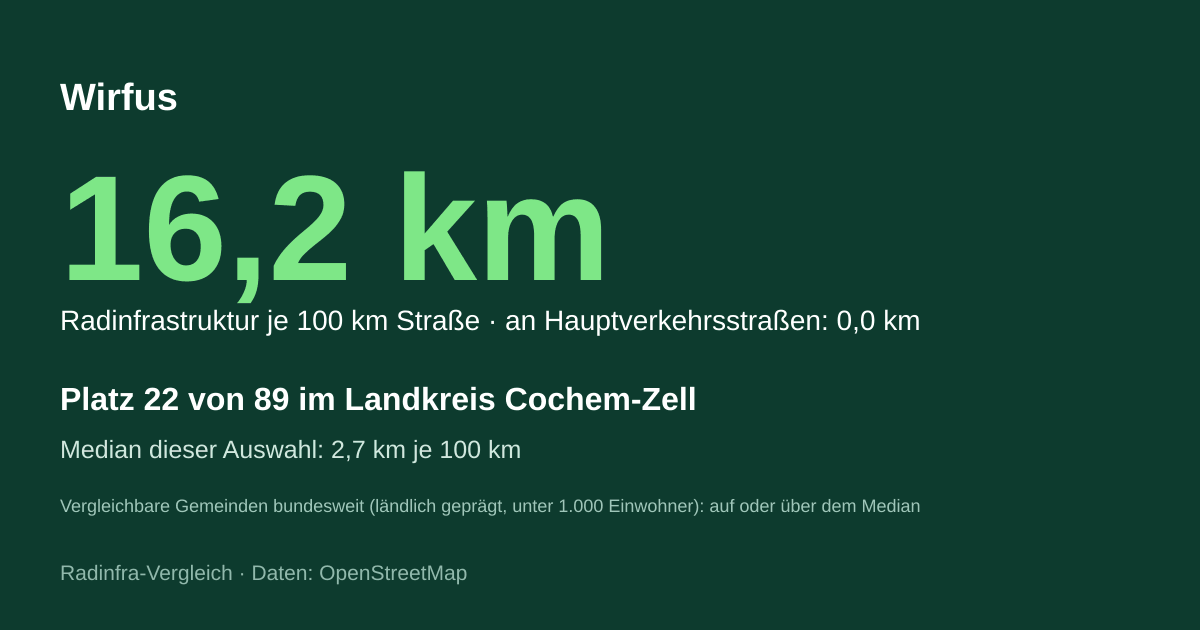 Wirfus
16,2 km
Radinfrastruktur je 100 km Straße · an Hauptverkehrsstraßen: 0,0 km
Platz 22 von 89 im Landkreis Cochem-Zell
Median dieser Auswahl: 2,7 km je 100 km
Vergleichbare Gemeinden bundesweit (ländlich geprägt, unter 1.000 Einwohner): auf oder über dem Median
Radinfra-Vergleich · Daten: OpenStreetMap